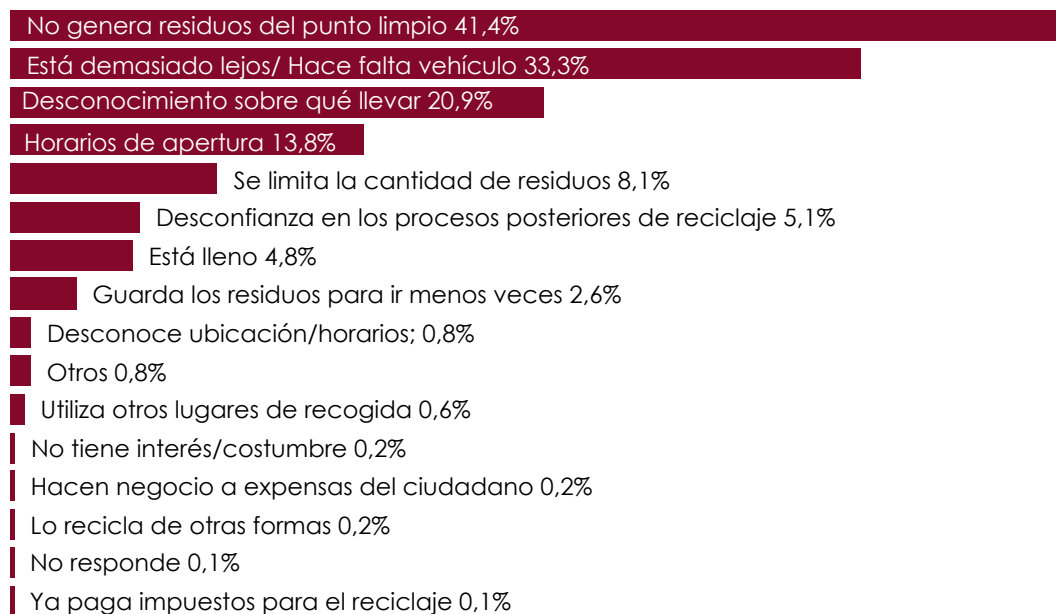 No genera residuos del punto limpio 41,4%
Está demasiado lejos/ Hace falta vehículo 33,3%
Desconocimiento sobre qué llevar 20,9%
Horarios de apertura 13,8%
Se limita la cantidad de residuos 8,1%
Desconfianza en los procesos posteriores de reciclaje 5,1%
Está lleno 4,8%
Guarda los residuos para ir menos veces 2,6%
Desconoce ubicación/horarios; 0,8%
Otros 0,8%
Utiliza otros lugares de recogida 0,6%
No tiene interés/costumbre 0,2%
Hacen negocio a expensas del ciudadano 0,2%
Lo recicla de otras formas 0,2%
No responde 0,1%
Ya paga impuestos para el reciclaje 0,1%